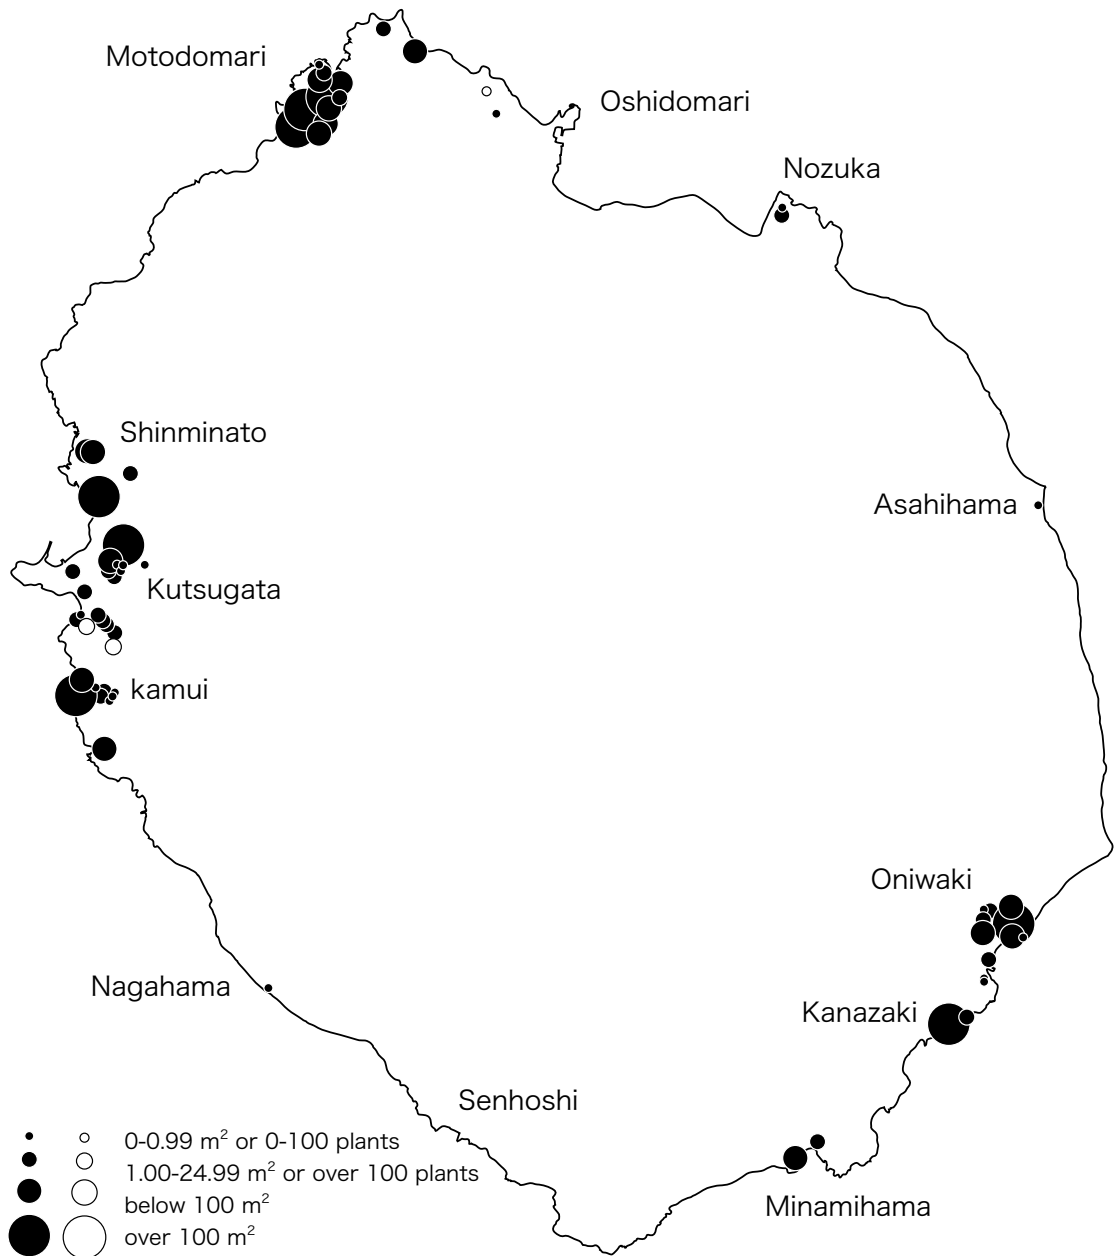 Motodomari
Oshidomari
Nozuka
Shinminato
Asahihama
Kutsugata
kamui
Oniwaki
Nagahama
Kanazaki
Senhoshi
Minamihama
0-0.99 m² or 0-100 plants
1.00-24.99 m² or over 100 plants
below 100 m²
over 100 m²